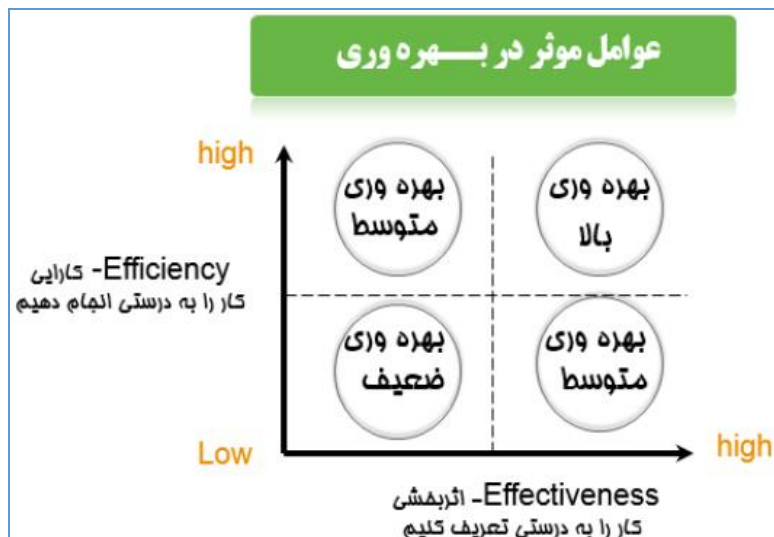 عوامل موثر در بـــهره وری
high
بهره وری
متوسط
بهره وری
بالا
Efficiency- کارایی
کار را به درستی انجام دهیم
بهره وری
ضعیف
بهره وری
متوسط
Low
high
Effectiveness- اثربخشی
کار را به درستی تعریف کنیم